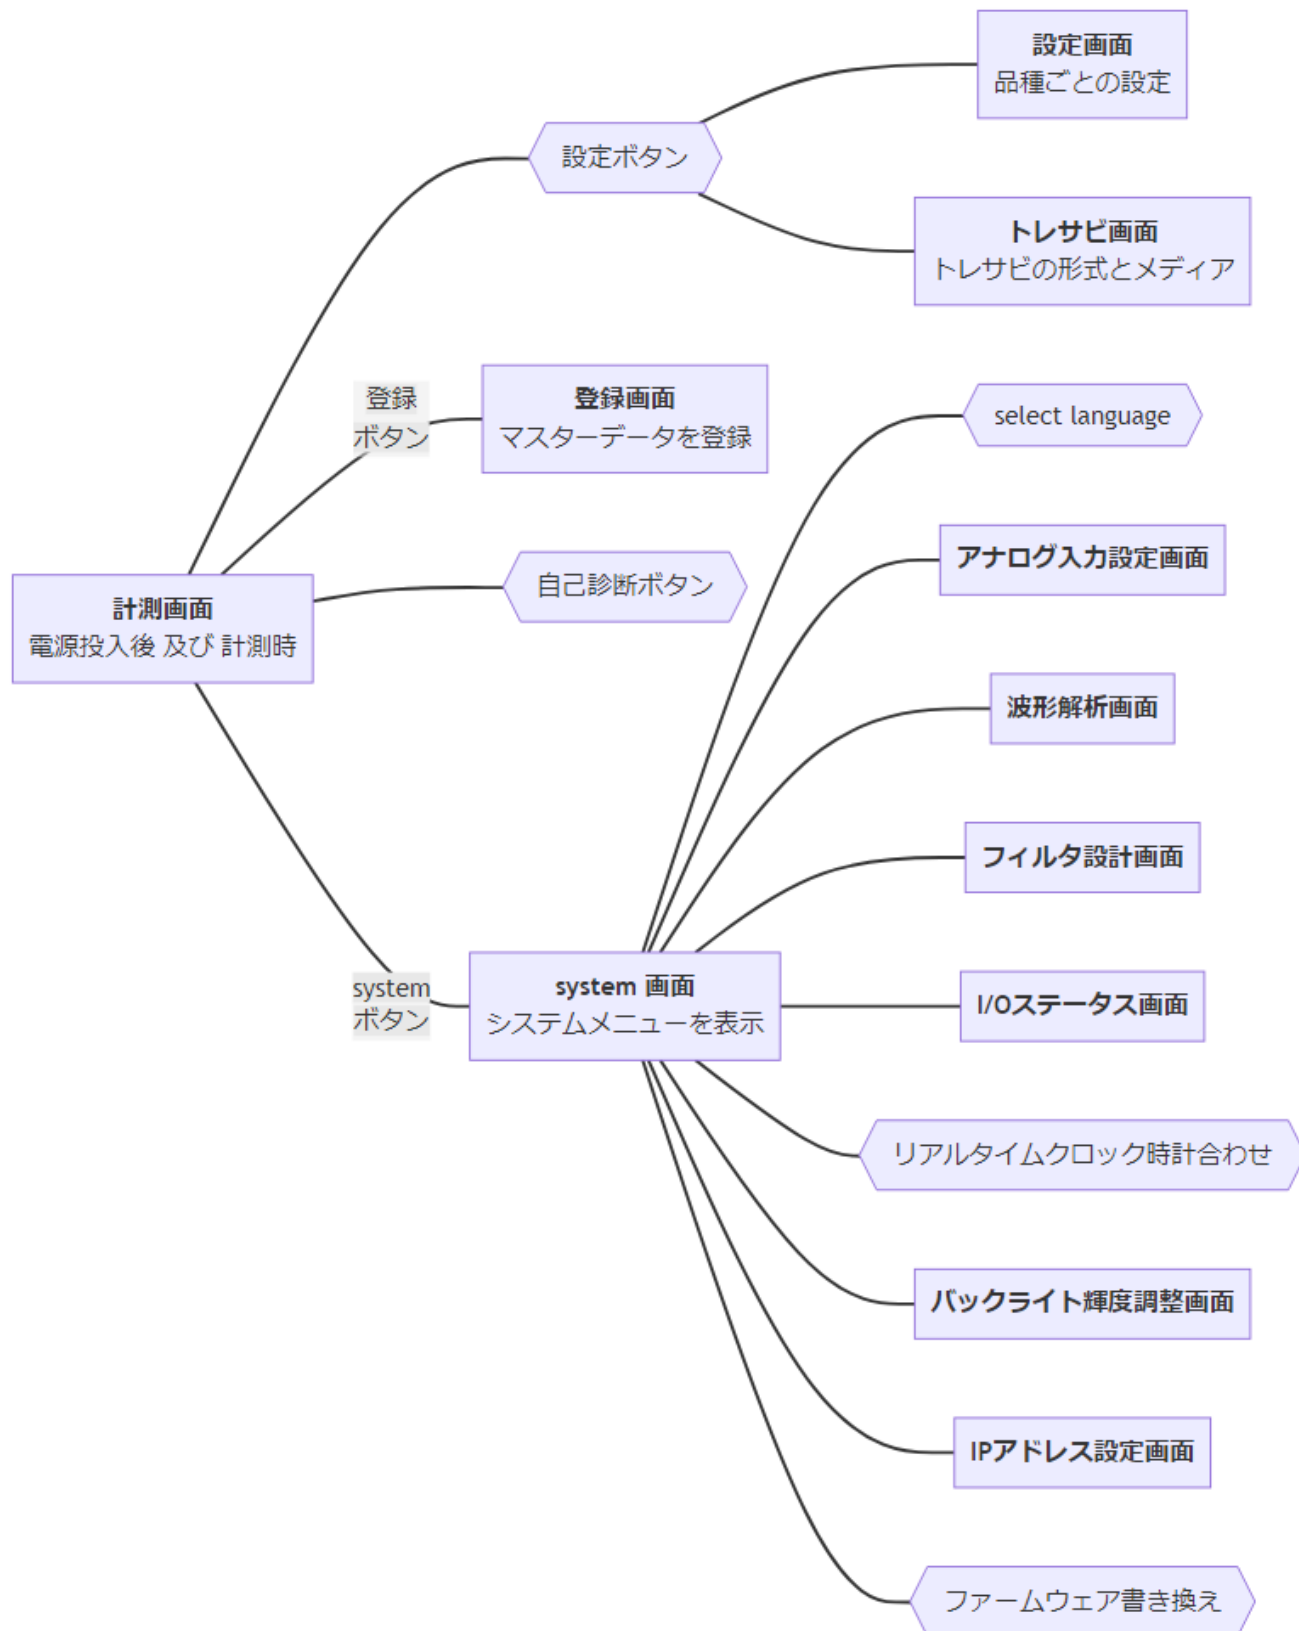 設定画面
品種ごとの設定
設定ボタン
トレサビ画面
トレサビの形式とメディア
登録
ボタン
登録画面
マスターデータを登録
select language
アナログ入力設定画面
自己診断ボタン
計測画面
電源投入後 及び 計測時
波形解析画面
フィルタ設計画面
system
ボタン
system 画面
システムメニューを表示
I/Oステータス画面
リアルタイムクロック時計合わせ
バックライト輝度調整画面
IPアドレス設定画面
ファームウェア書き換え